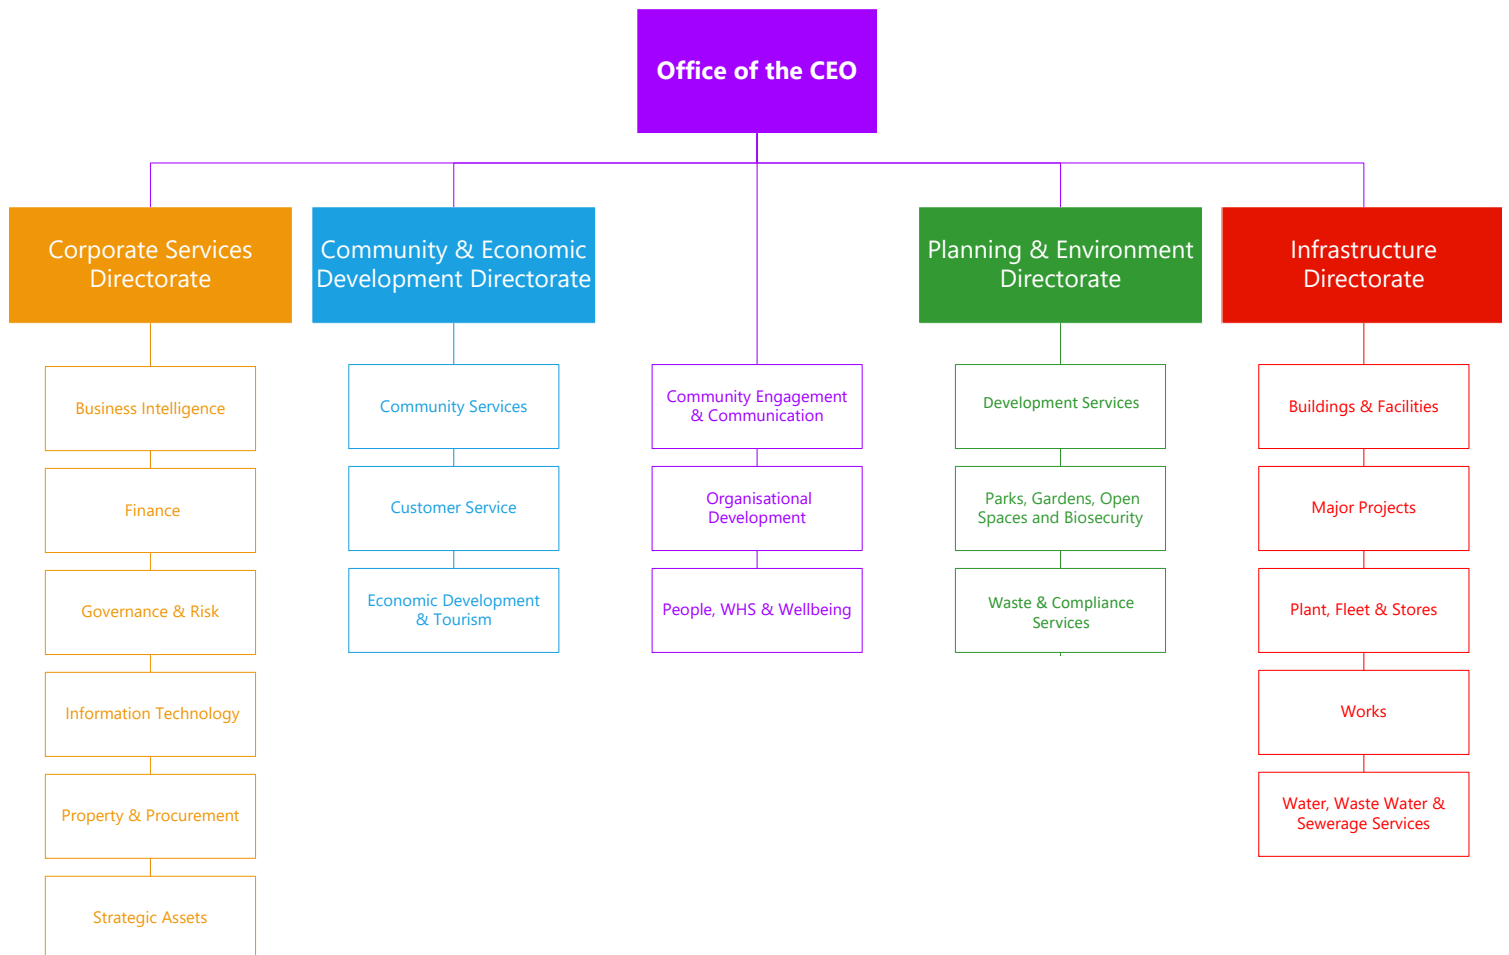 Office of the CEO
Corporate Services
Directorate
Community & Economic
Development Directorate
Planning & Environment
Directorate
Infrastructure
Directorate
Business Intelligence
Finance
Governance & Risk
Information Technology
Property & Procurement
Strategic Assets
Community Services
Customer Service
Economic Development
& Tourism
Community Engagement
& Communication
Organisational
Development
People, WHS & Wellbeing
Development Services
Parks, Gardens, Open
Spaces and Biosecurity
Waste & Compliance
Services
Buildings & Facilities
Major Projects
Plant, Fleet & Stores
Works
Water, Waste Water &
Sewerage Services